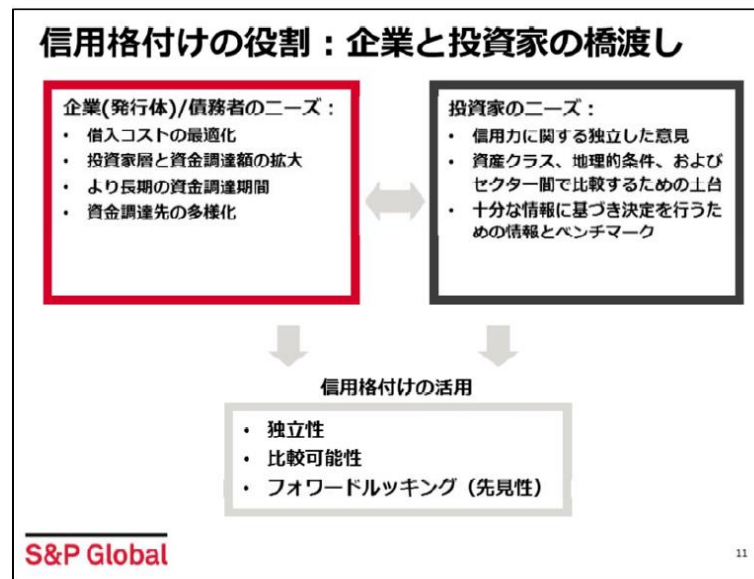 信用格付けの役割：企業と投資家の橋渡し
企業(発行体)/債務者のニーズ：
• 借入コストの最適化
• 投資家層と資金調達額の拡大
• より長期の資金調達期間
• 資金調達先の多様化
投資家のニーズ：
• 信用力に関する独立した意見
• 資産クラス、地理的条件、および
セクター間で比較するための土台
• 十分な情報に基づき決定を行うた
めの情報とベンチマーク
信用格付けの活用
• 独立性
• 比較可能性
• フォワードルッキング（先見性）
S&P Global
11